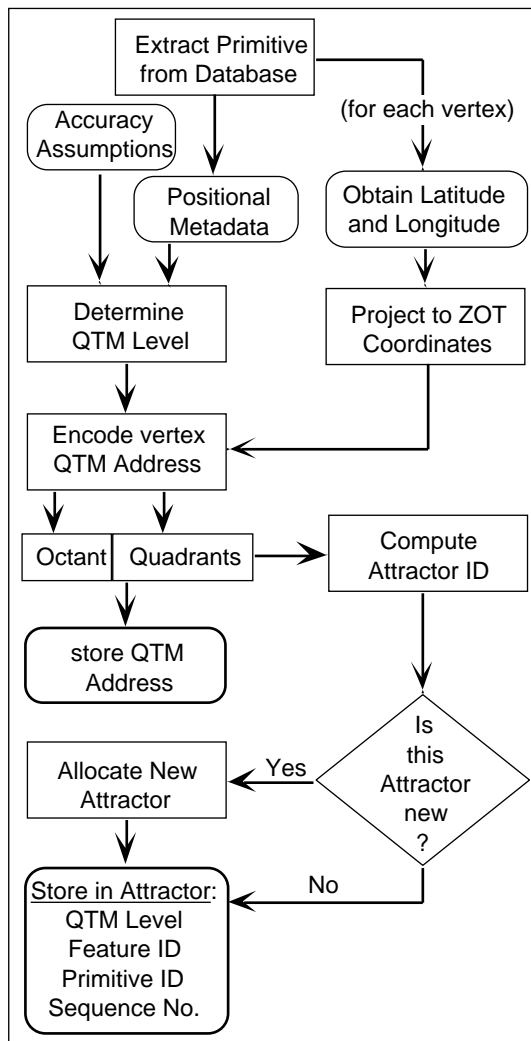 Extract Primitive
from Database
(for each vertex)
Accuracy
Assumptions
Positional
Metadata
Obtain Latitude
and Longitude
Determine
QTM Level
Project to ZOT
Coordinates
Encode vertex
QTM Address
Octant
Quadrants
Compute
Attractor ID
store QTM
Address
Is
this
Attractor
new
?
Yes
Allocate New
Attractor
No
Store in Attractor:
QTM Level
Feature ID
Primitive ID
Sequence No.